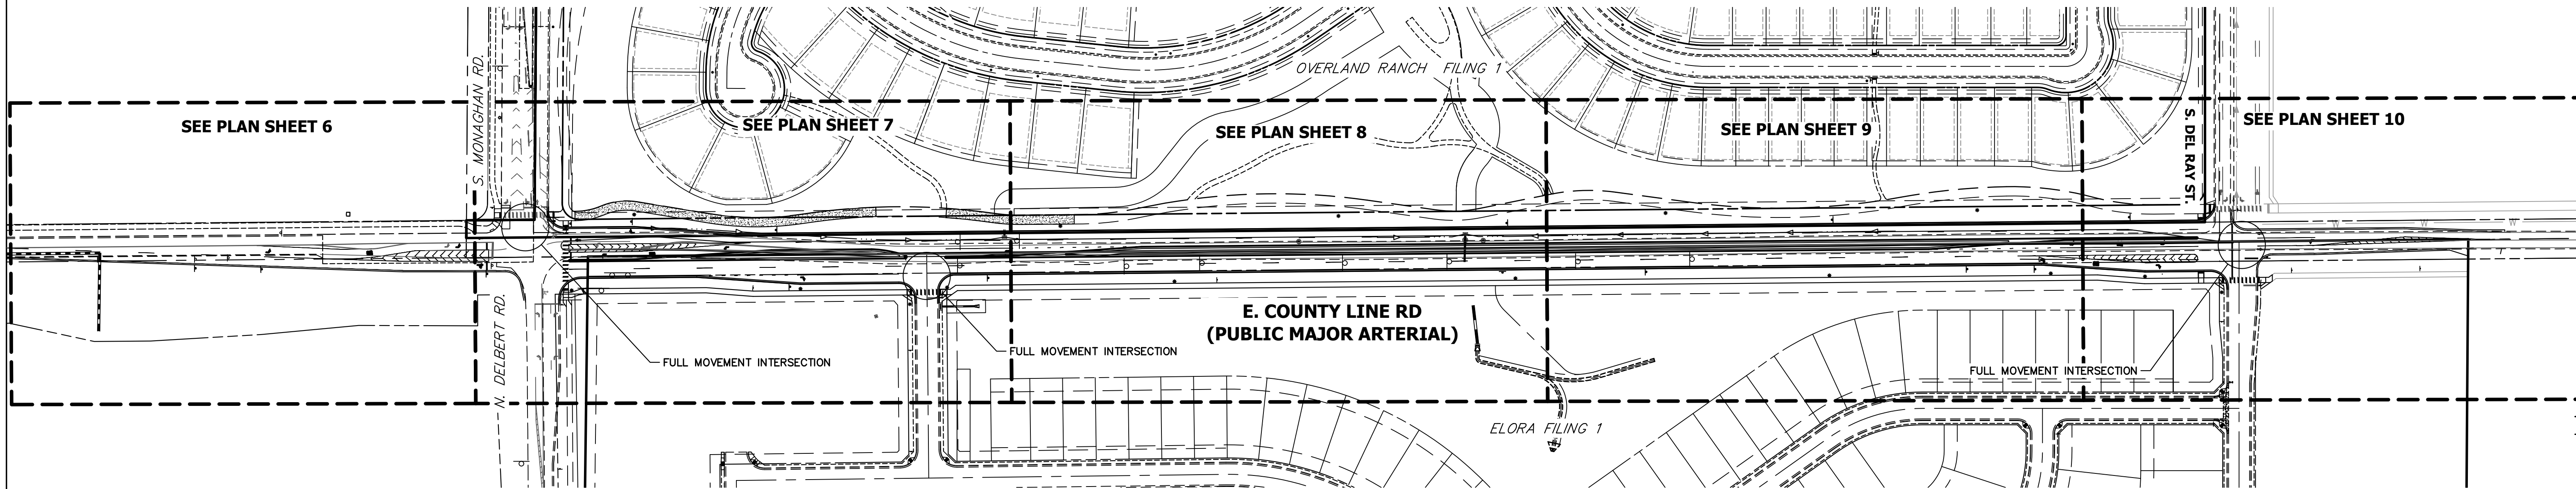 OVERLAND RANCH FILING 1
S. MONAGHAN RD.
SEE PLAN SHEET 6
SEE PLAN SHEET 7
SEE PLAN SHEET 8
SEE PLAN SHEET 9
SEE PLAN SHEET 10
S. DEL RAY ST
E. COUNTY LINE RD
(PUBLIC MAJOR ARTERIAL)
N. DELBERT RD.
FULL MOVEMENT INTERSECTION
FULL MOVEMENT INTERSECTION
FULL MOVEMENT INTERSECTION
ELORA FILING 1